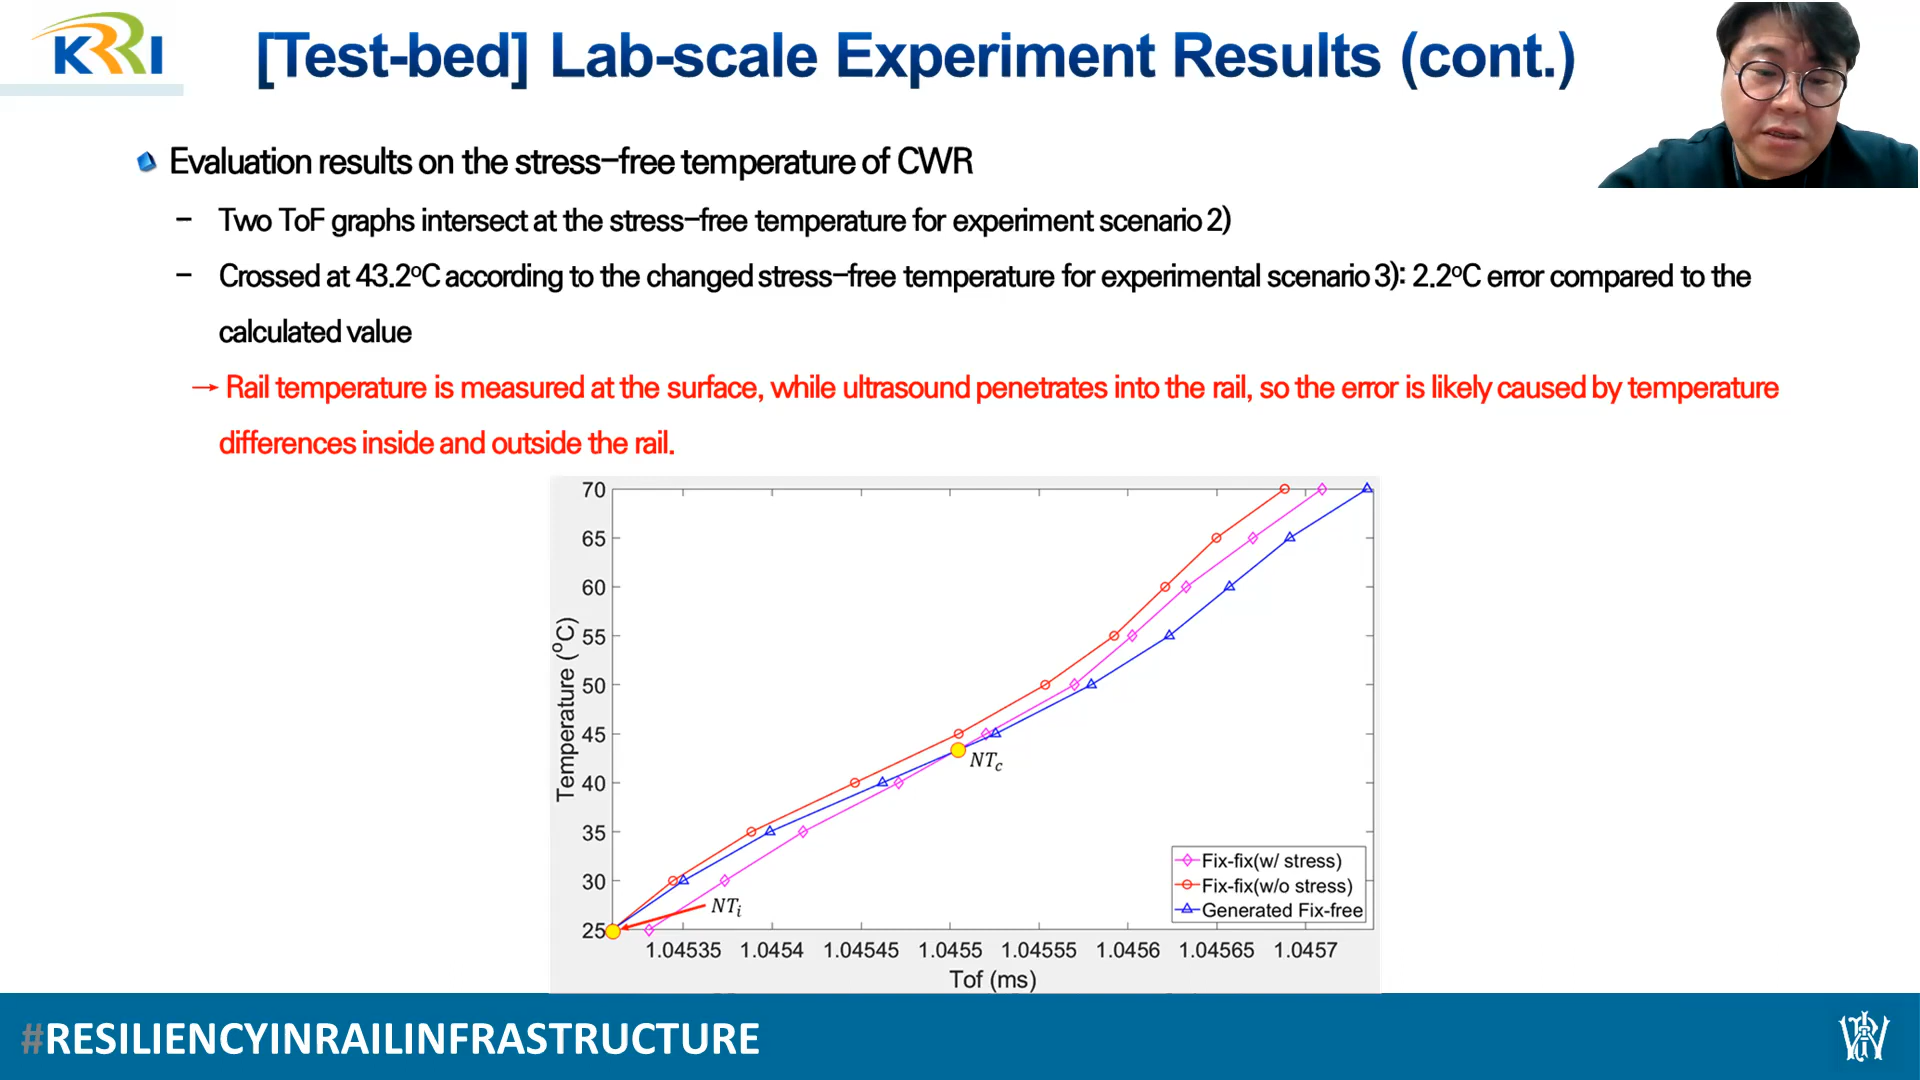 KRRI
[Test-bed] Lab-scale Experiment Results (cont.)
Evaluation results on the stress-free temperature of CWR
- Two ToF graphs intersect at the stress-free temperature for experiment scenario 2)
- Crossed at 43.2°C according to the changed stress-free temperature for experimental scenario 3): 2.2°C error compared to the
calculated value
→ Rail temperature is measured at the surface, while ultrasound penetrates into the rail, so the error is likely caused by temperature
differences inside and outside the rail.
70
65
60
55
50
45
40
35
30
25
Temperature (°C)
NTc
NTi
Fix-fix(w/ stress)
Fix-fix(w/o stress)
Generated Fix-free
1.04535 1.0454 1.04545 1.0455 1.04555 1.0456 1.04565 1.0457
Tof (ms)
#RESILIENCYINRAILINFRASTRUCTURE